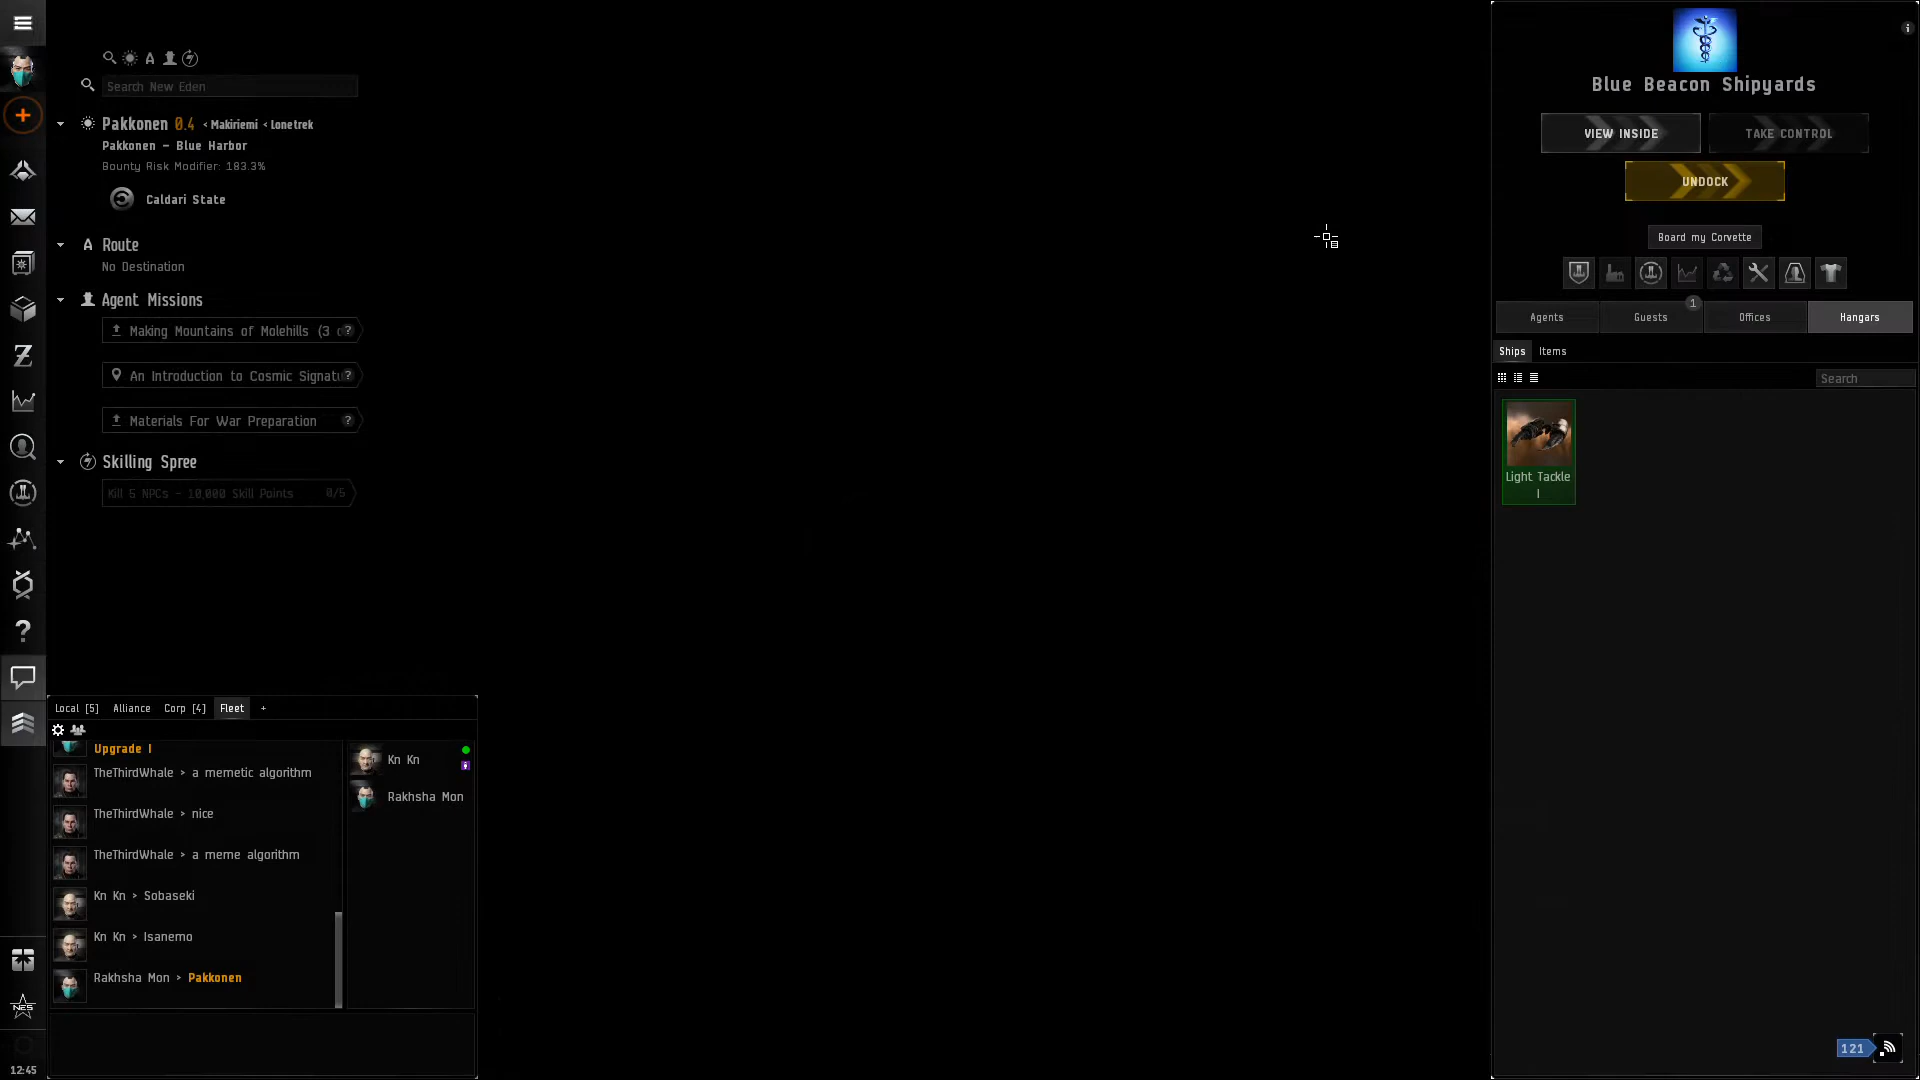 Search New Eden
Pakkonen 0.4 < Makiriemi < Lonetrek
Pakkonen - Blue Harbor
Bounty Risk Modifier: 183.3%
Caldari State
Route
No Destination
Agent Missions
Making Mountains of Molehills (3 o
?
An Introduction to Cosmic Signatu
?
Materials For War Preparation
?
Skilling Spree
Kill 5 NPCs - 10,000 Skill Points 0/5
Local [5] Alliance Corp [4] Fleet +
Upgrade I
TheThirdWhale > a memetic algorithm
TheThirdWhale > nice
TheThirdWhale > a meme algorithm
Kn Kn > Sobaseki
Kn Kn > Isanemo
Rakhsha Mon > Pakkonen
Kn Kn
Rakhsha Mon
?
NES
12:45
Blue Beacon Shipyards
VIEW INSIDE TAKE CONTROL
UNDOCK
Board my Corvette
1
Agents Guests Offices Hangars
Ships Items
Search
Light Tackle
I
121